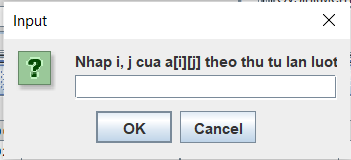 Input
Nhap i, j cua a[i][j] theo thu tu lan luot
OK
Cancel